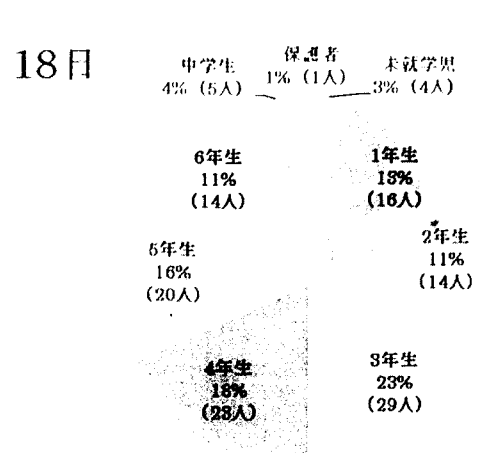 18日
保護者
1% (1人)
未就学児
3% (4人)
1年生
13%
(16人)
2年生
11%
(14人)
3年生
23%
(29人)
4年生
18%
(23人)
5年生
16%
(20人)
6年生
11%
(14人)
中学生
4% (5人)